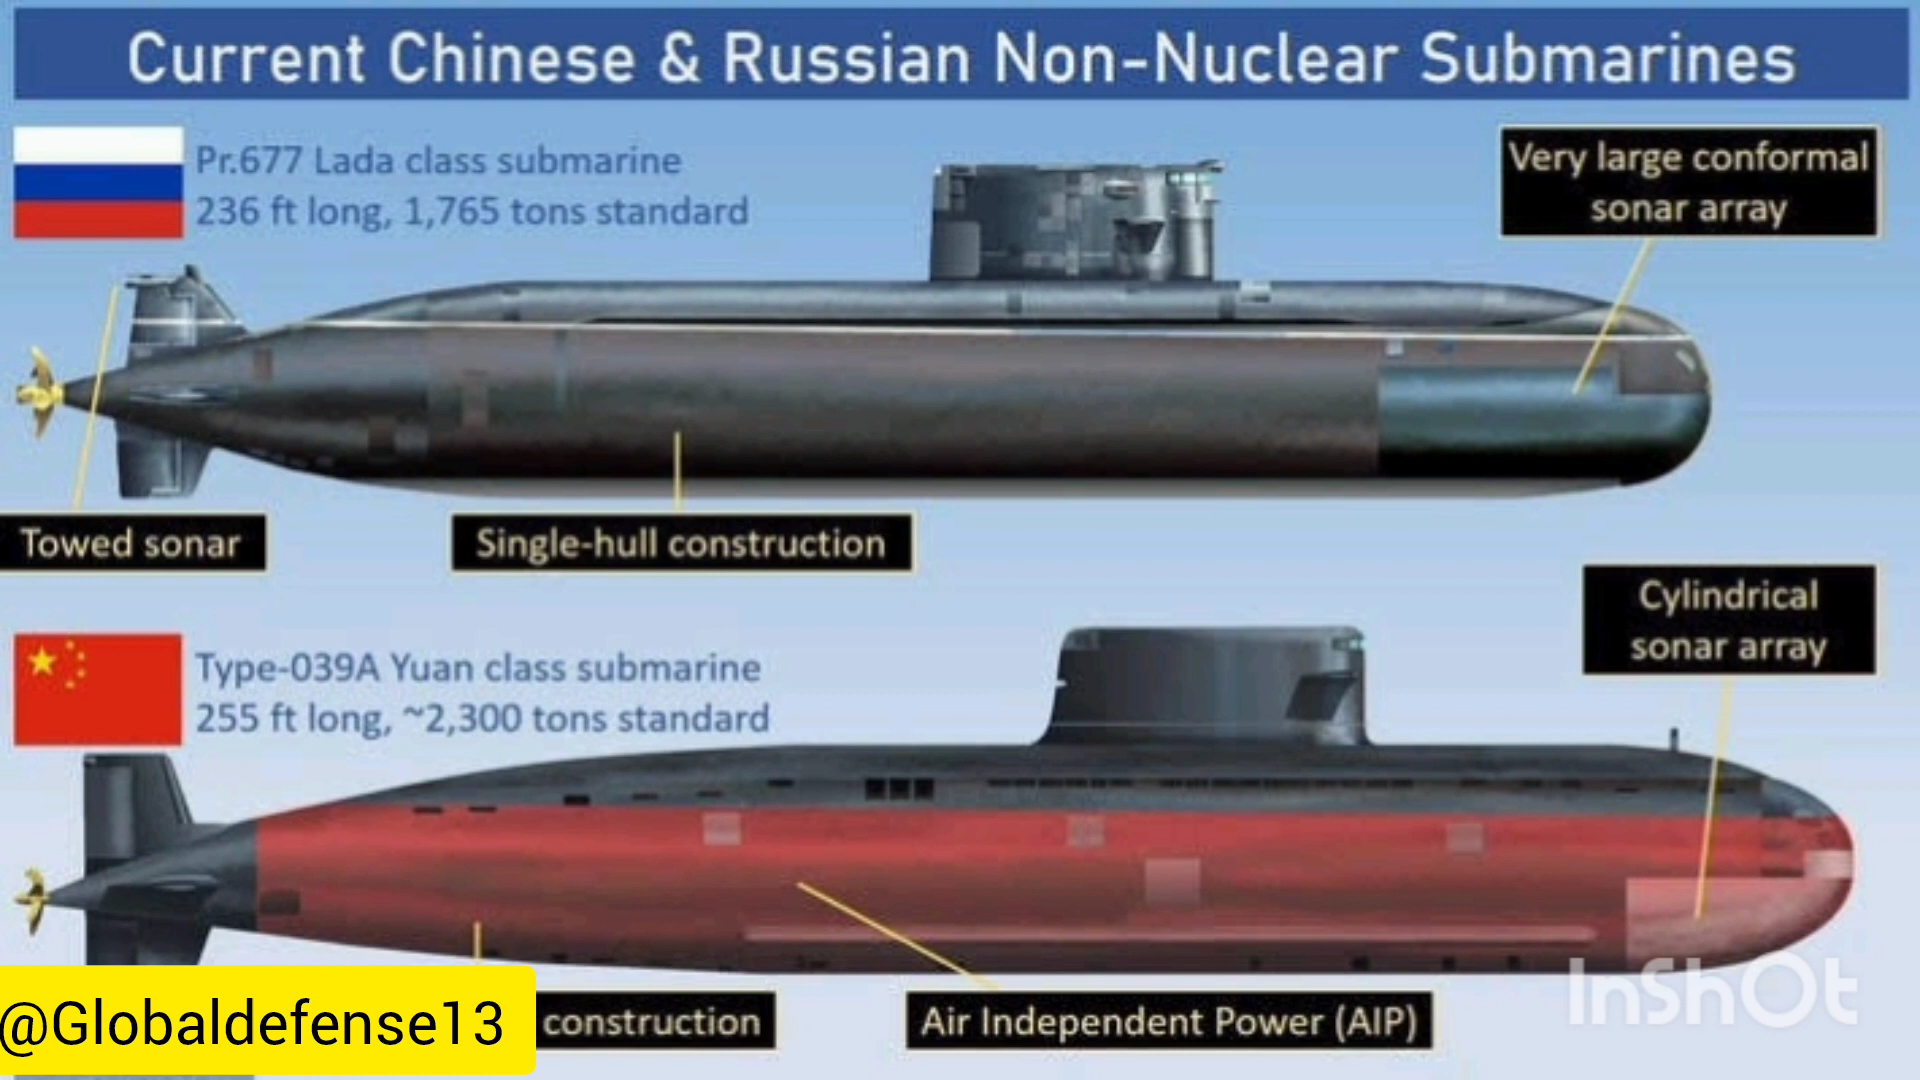 Current Chinese & Russian Non-Nuclear Submarines
Pr.677 Lada class submarine
236 ft long, 1,765 tons standard
Very large conformal
sonar array
Towed sonar
Single-hull construction
Cylindrical
sonar array
Type-039A Yuan class submarine
255 ft long, ~2,300 tons standard
@Globaldefense13
construction
Air Independent Power (AIP)
InShOt